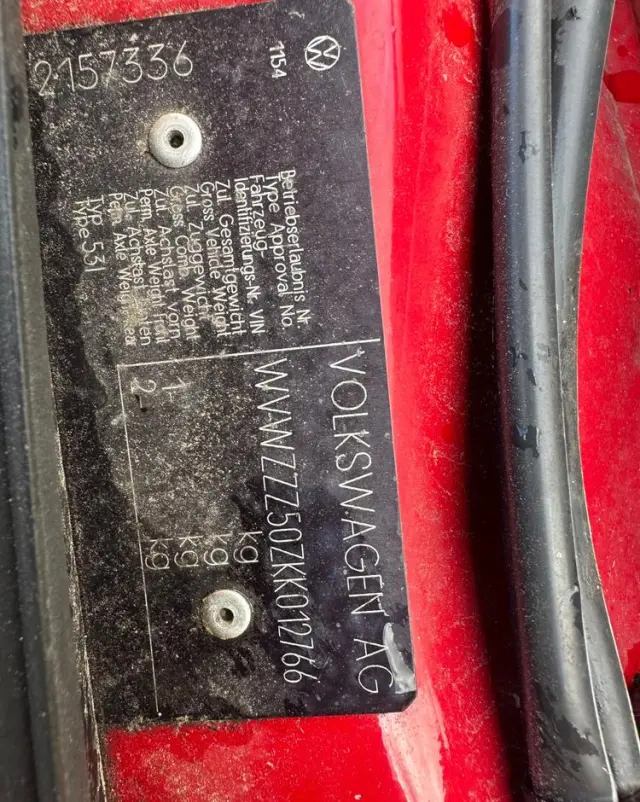 VW
1154
VOLKSWAGEN AG
Betriebserlaubnis Nr.
Type Approval No.
Fahrzeug-
Identifizierungs-Nr. VIN
WVWZZZ50ZKK012766
Zul. Gesamtgewicht kg
Gross Vehicle Weight
Zul. Zuggewicht kg
Gross Comb. Weight
Zul. Achslast vorn 1- kg
Perm. Axle Weight Front
Zul. Achslast hinten 2- kg
Perm. Axle Weight Rear
Typ
Type 53I
2157336